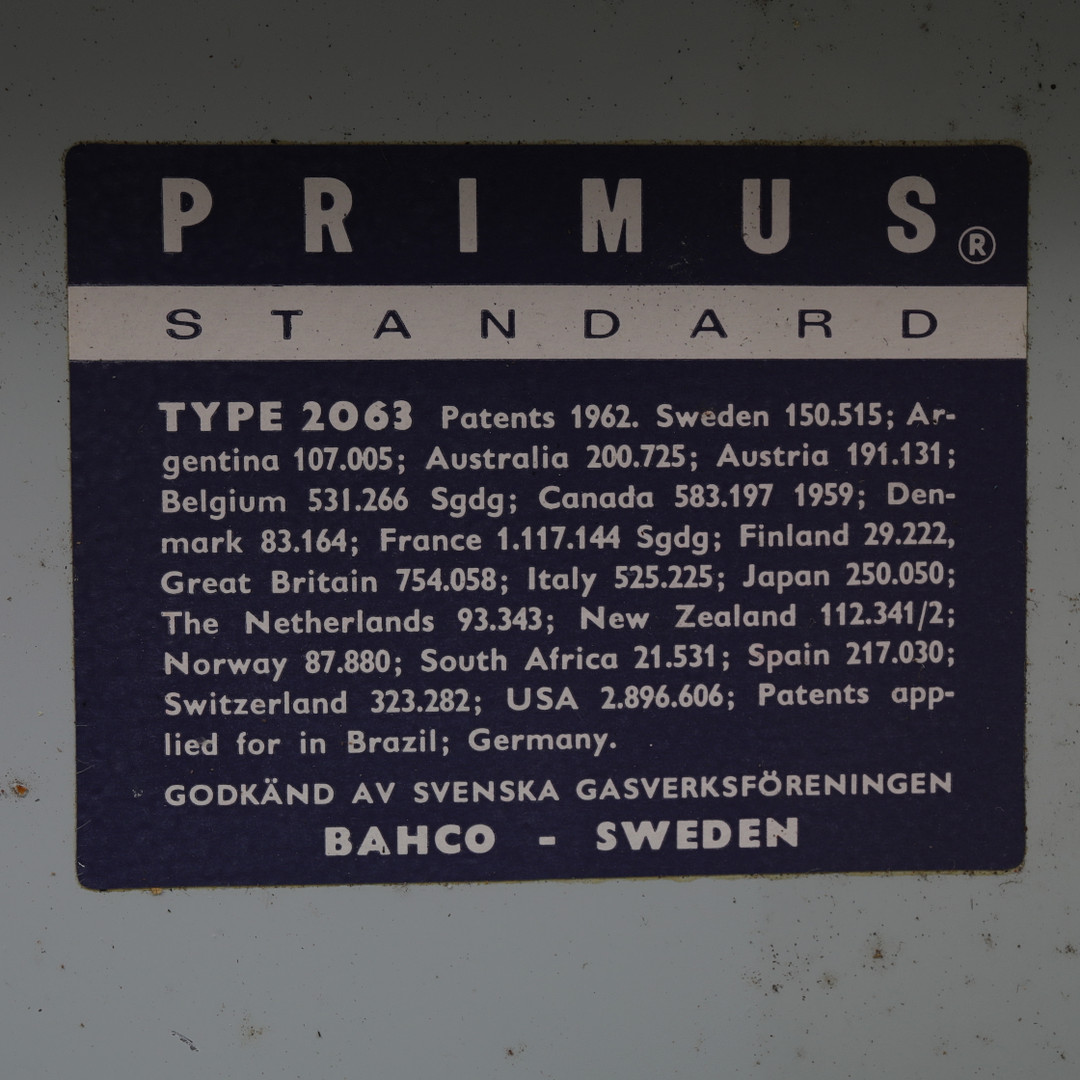 PRIMUS®
STANDARD
TYPE 2063 Patents 1962. Sweden 150.515; Ar-
gentina 107.005; Australia 200.725; Austria 191.131;
Belgium 531.266 Sgdg; Canada 583.197 1959; Den-
mark 83.164; France 1.117.144 Sgdg; Finland 29.222,
Great Britain 754.058; Italy 525.225; Japan 250.050;
The Netherlands 93.343; New Zealand 112.341/2;
Norway 87.880; South Africa 21.531; Spain 217.030;
Switzerland 323.282; USA 2.896.606; Patents app-
lied for in Brazil; Germany.
GODKÄND AV SVENSKA GASVERKSFÖRENINGEN
BAHCO - SWEDEN